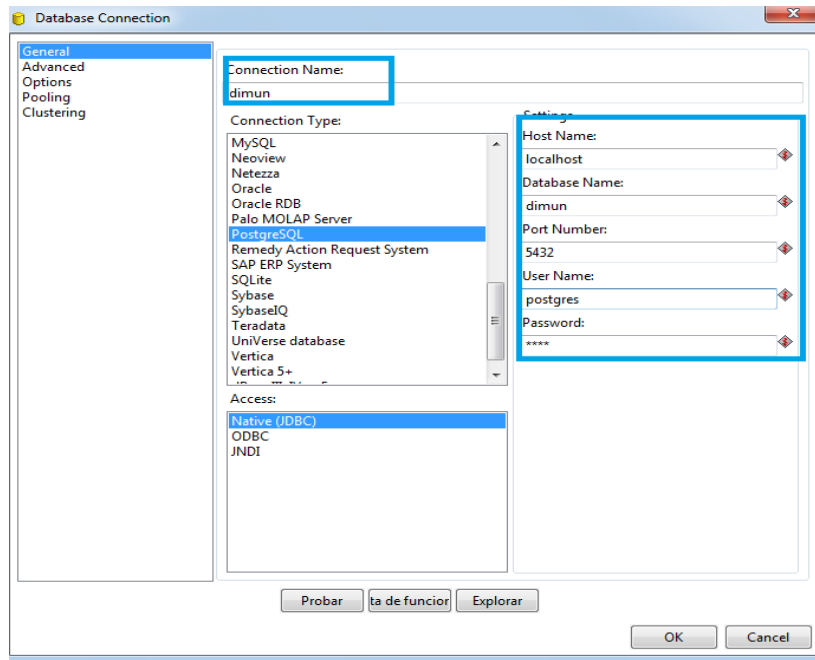 Database Connection
General
Advanced
Options
Pooling
Clustering
Connection Name:
dimun
Connection Type:
MySQL
Neoview
Netezza
Oracle
Oracle RDB
Palo MOLAP Server
PostgreSQL
Remedy Action Request System
SAP ERP System
SQLite
Sybase
SybaseIQ
Teradata
UniVerse database
Vertica
Vertica 5+
Access:
Native (JDBC)
ODBC
JNDI
Settings
Host Name:
localhost
Database Name:
dimun
Port Number:
5432
User Name:
postgres
Password:
****
Probar
ta de funcior
Explorar
OK
Cancel